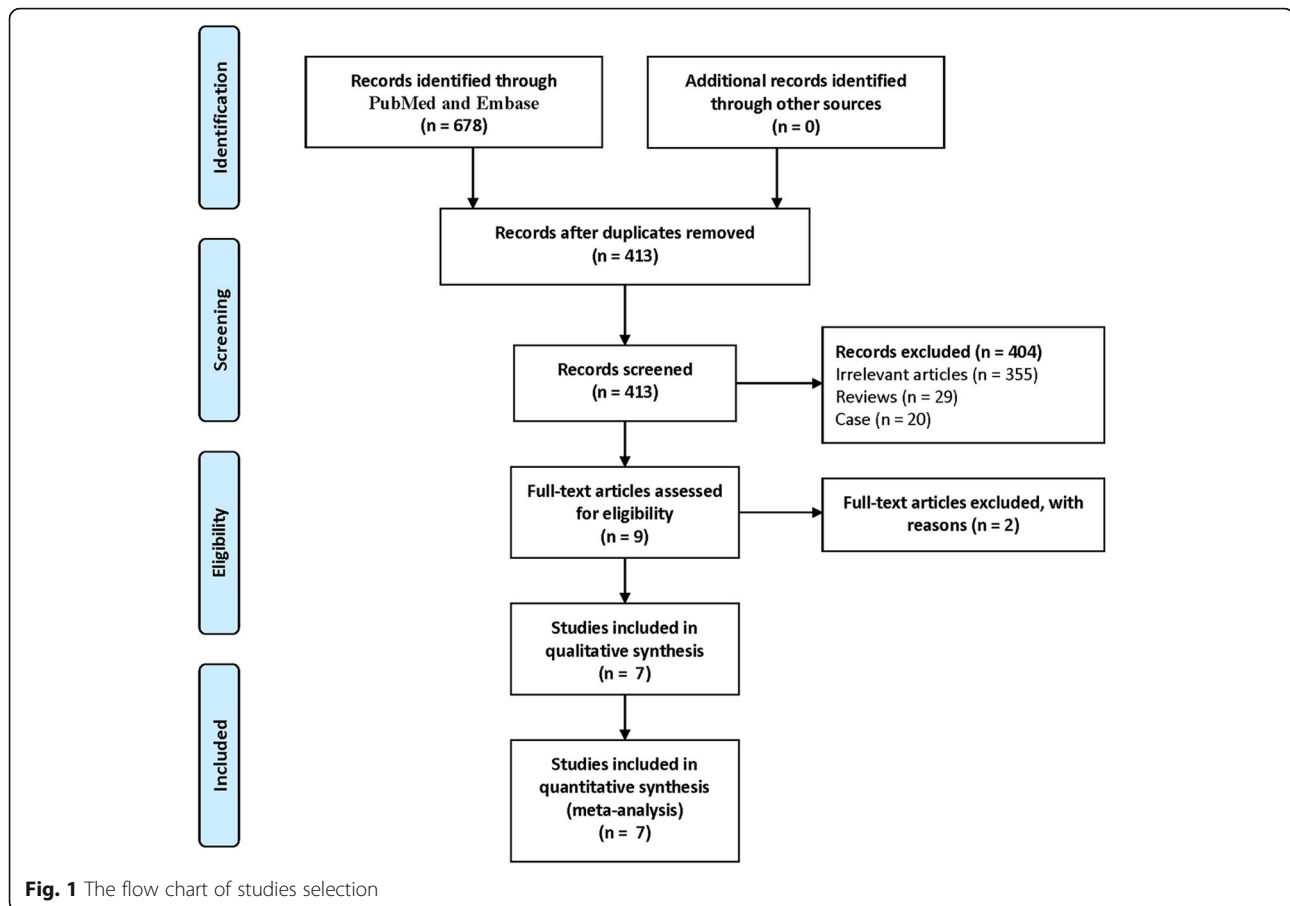 Identification
Records identified through
PubMed and Embase
(n = 678)
Additional records identified
through other sources
(n = 0)
Records after duplicates removed
(n = 413)
Screening
Records screened
(n = 413)
Records excluded (n = 404)
Irrelevant articles (n = 355)
Reviews (n = 29)
Case (n = 20)
Eligibility
Full-text articles assessed
for eligibility
(n = 9)
Full-text articles excluded, with
reasons (n = 2)
Studies included in
qualitative synthesis
(n = 7)
Included
Studies included in
quantitative synthesis
(meta-analysis)
(n = 7)
Fig. 1 The flow chart of studies selection